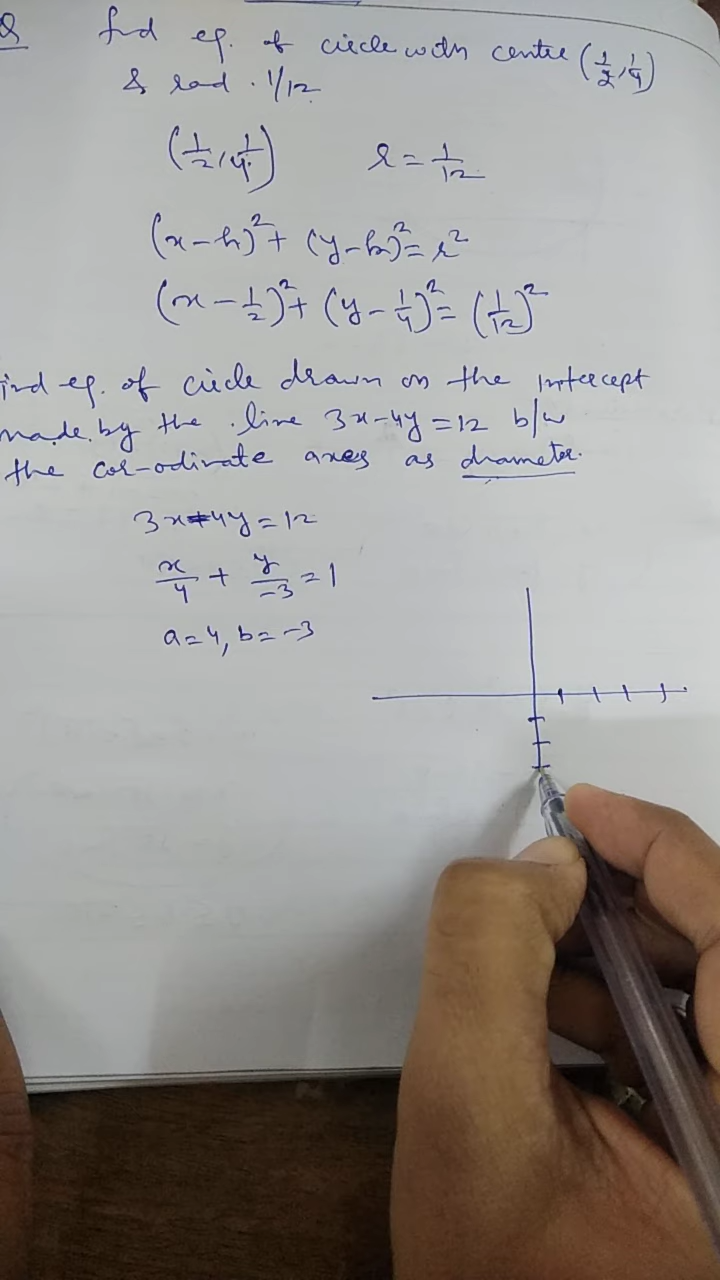 Q find eq. of circle with centre (1/2, 1/4)
& rad. 1/12
(1/2, 1/4) r = 1/12
(x-h)² + (y-k)² = r²
(x - 1/2)² + (y - 1/4)² = (1/12)²
ind eq. of circle drawn on the intercept
made by the line 3x-4y=12 b/w
the cor-odinate axes as diameter.
3x-4y=12
x/4 + y/-3 = 1
a=4, b=-3